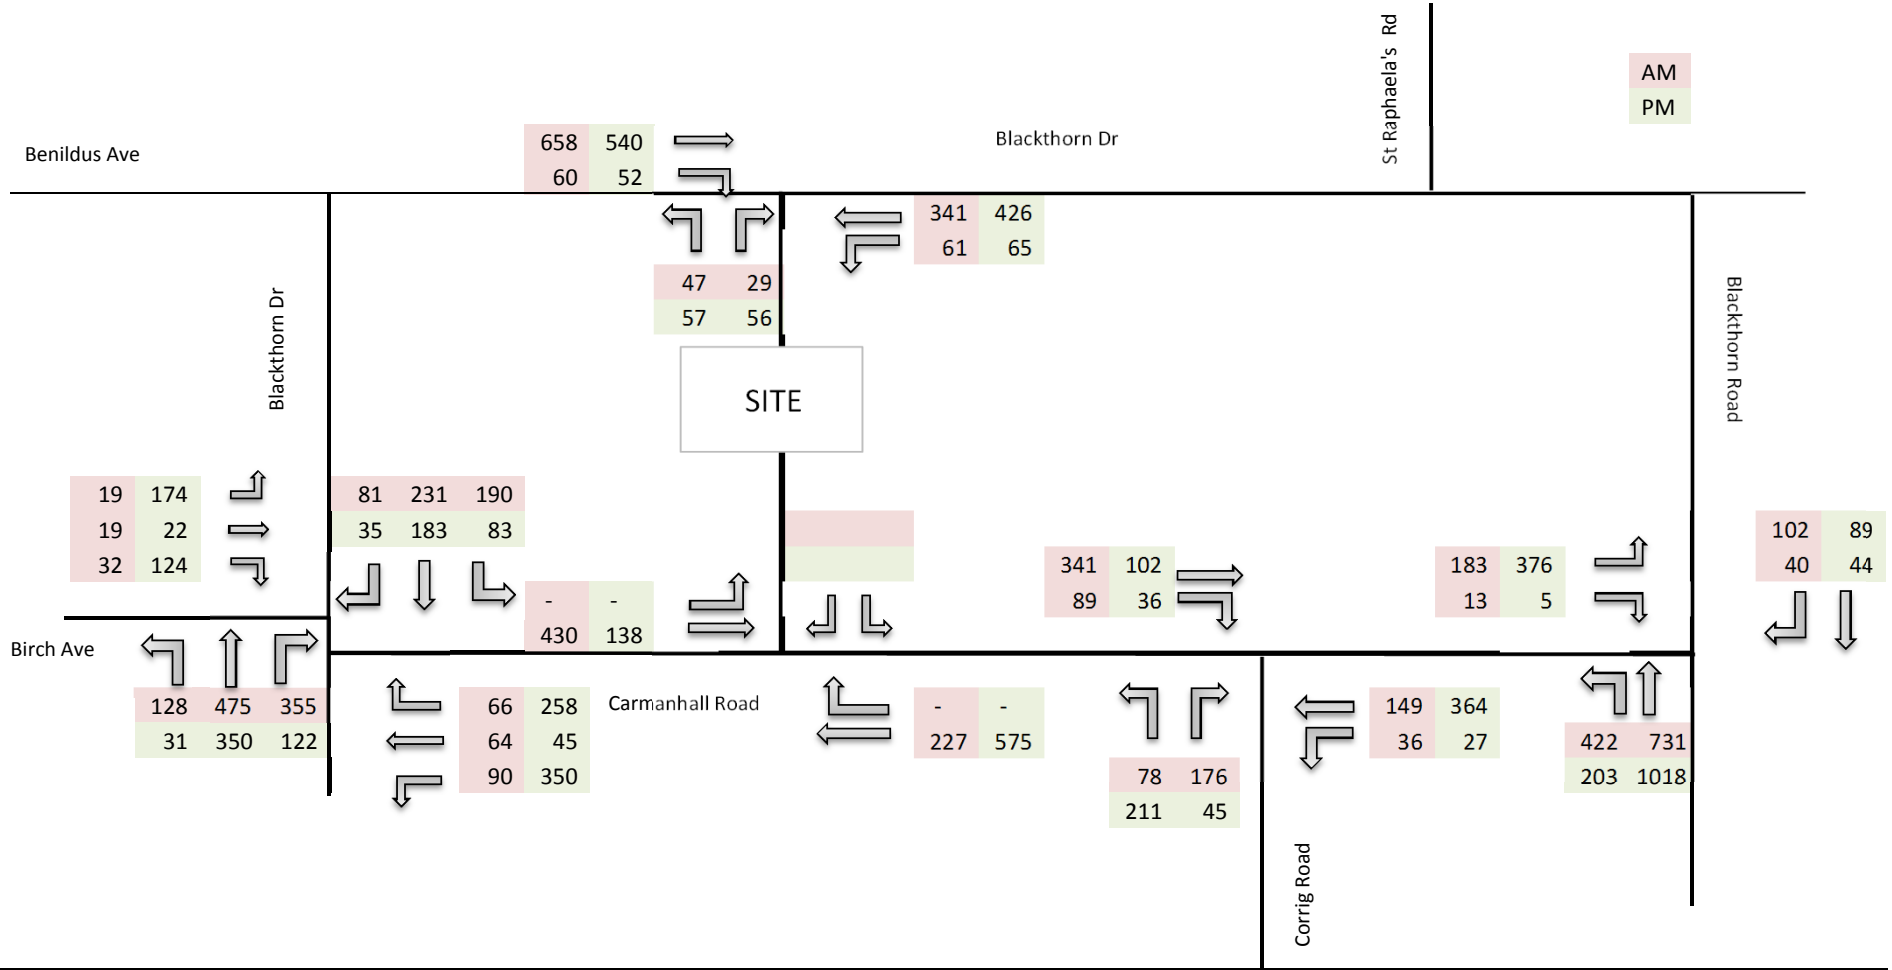 St Raphaela's Rd
AM
PM
Benildus Ave
658 540
60 52
Blackthorn Dr
341 426
61 65
47 29
57 56
Blackthorn Dr
Blackthorn Road
SITE
19 174
19 22
32 124
81 231 190
35 183 83
- -
430 138
341 102
89 36
183 376
13 5
102 89
40 44
Birch Ave
128 475 355
31 350 122
66 258
64 45
90 350
Carmanhall Road
- -
227 575
78 176
211 45
149 364
36 27
422 731
203 1018
Corrig Road